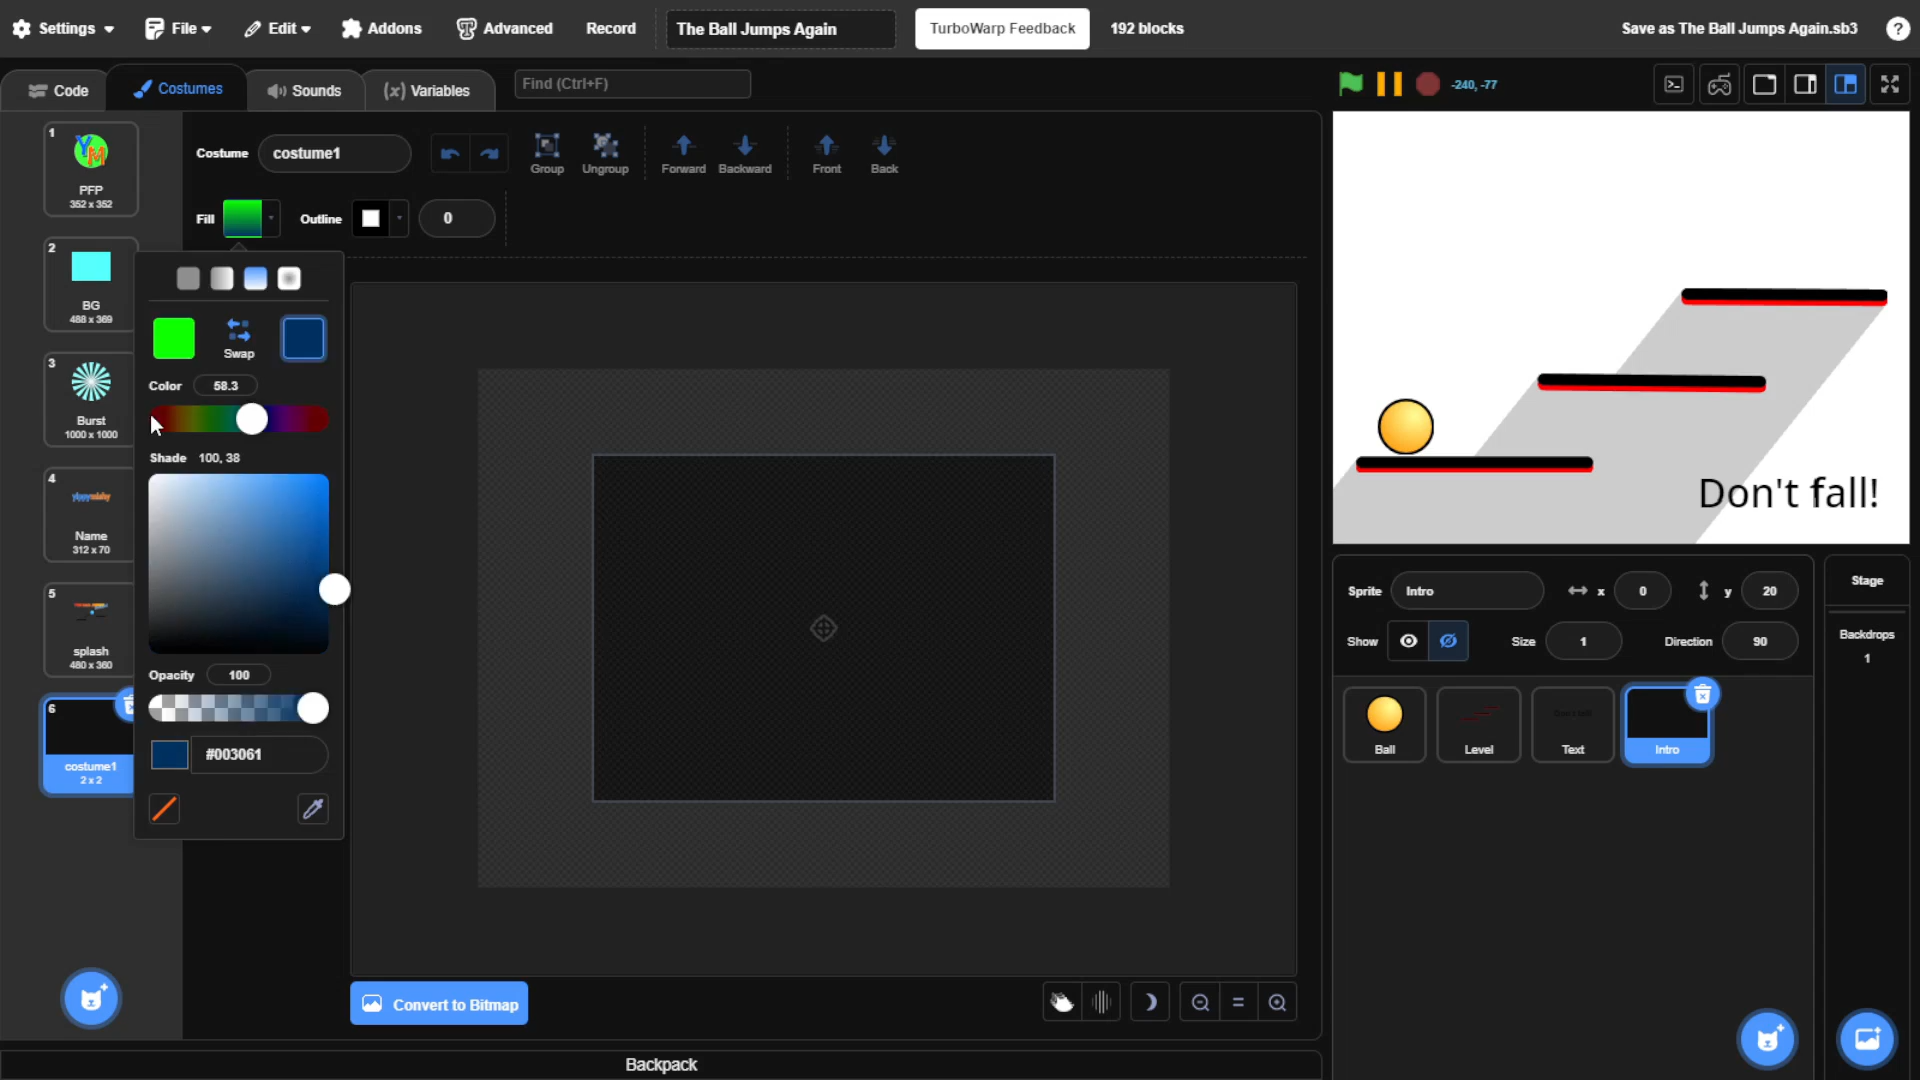 Settings File Edit Addons Advanced Record The Ball Jumps Again TurboWarp Feedback 192 blocks Save as The Ball Jumps Again.sb3 ?
Code Costumes Sounds (x) Variables Find (Ctrl+F) -240, -77
1
PFP
352 x 352
2
BG
488 x 369
3
Burst
1000 x 1000
4
Name
312 x 70
5
splash
480 x 360
6
costume1
2 x 2
Costume costume1 Group Ungroup Forward Backward Front Back
Fill Outline 0
Swap
Color 58.3
Shade 100, 38
Opacity 100
#003061
Convert to Bitmap
Backpack
Don't fall!
Sprite Intro x 0 y 20
Show Size 1 Direction 90
Ball Level Text Intro
Stage
Backdrops
1